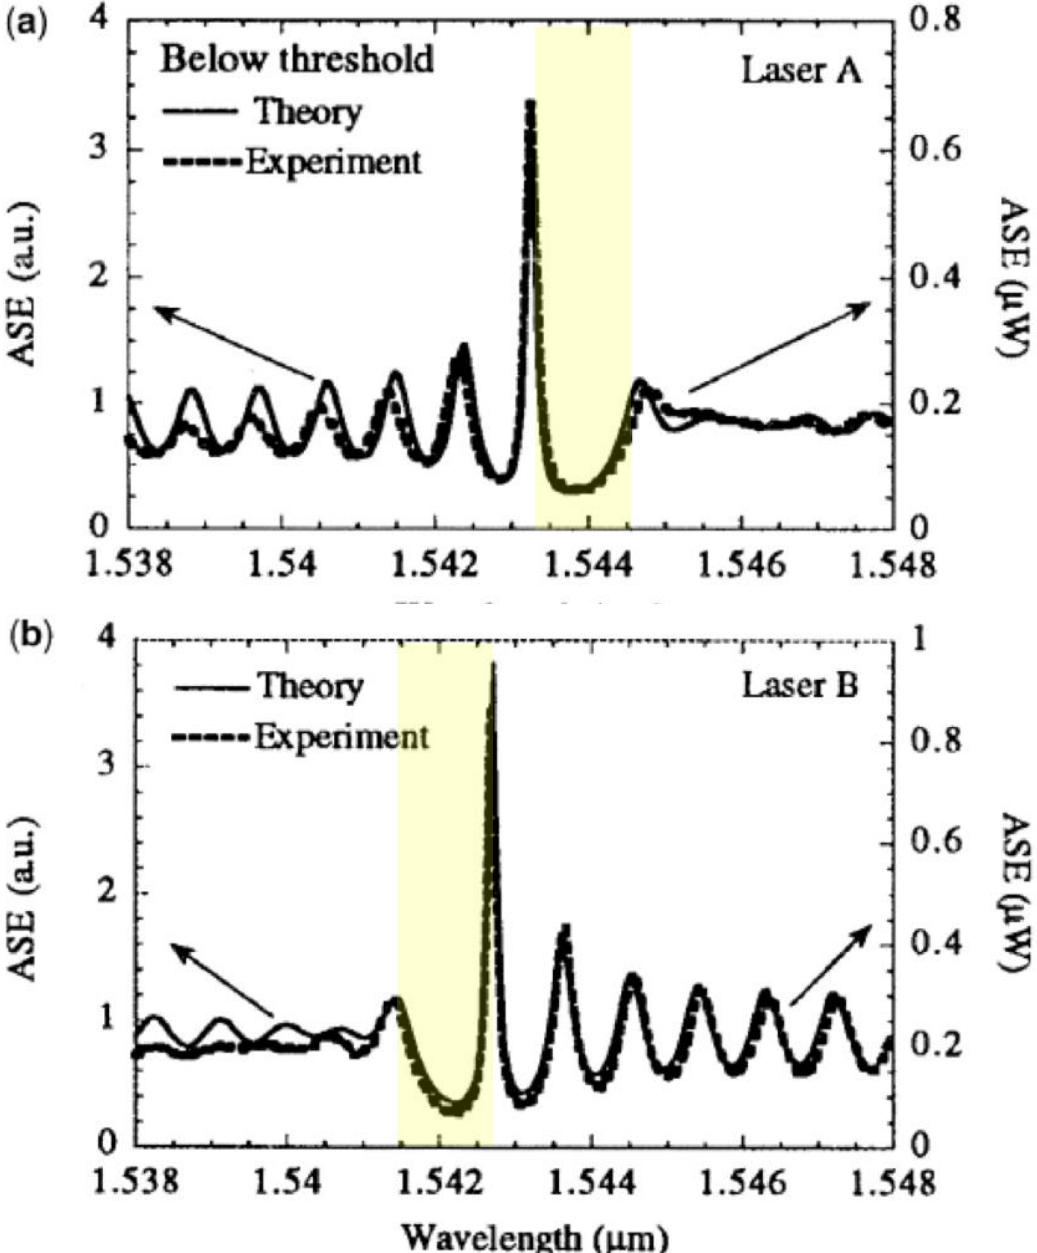 (a)
4
3
2
1
0
ASE (a.u.)
Below threshold
Theory
Experiment
Laser A
0.8
0.6
0.4
0.2
0
ASE (μW)
1.538 1.54 1.542 1.544 1.546 1.548
(b)
4
3
2
1
0
ASE (a.u.)
Theory
Experiment
Laser B
1
0.8
0.6
0.4
0.2
0
ASE (μW)
1.538 1.54 1.542 1.544 1.546 1.548
Wavelength (μm)